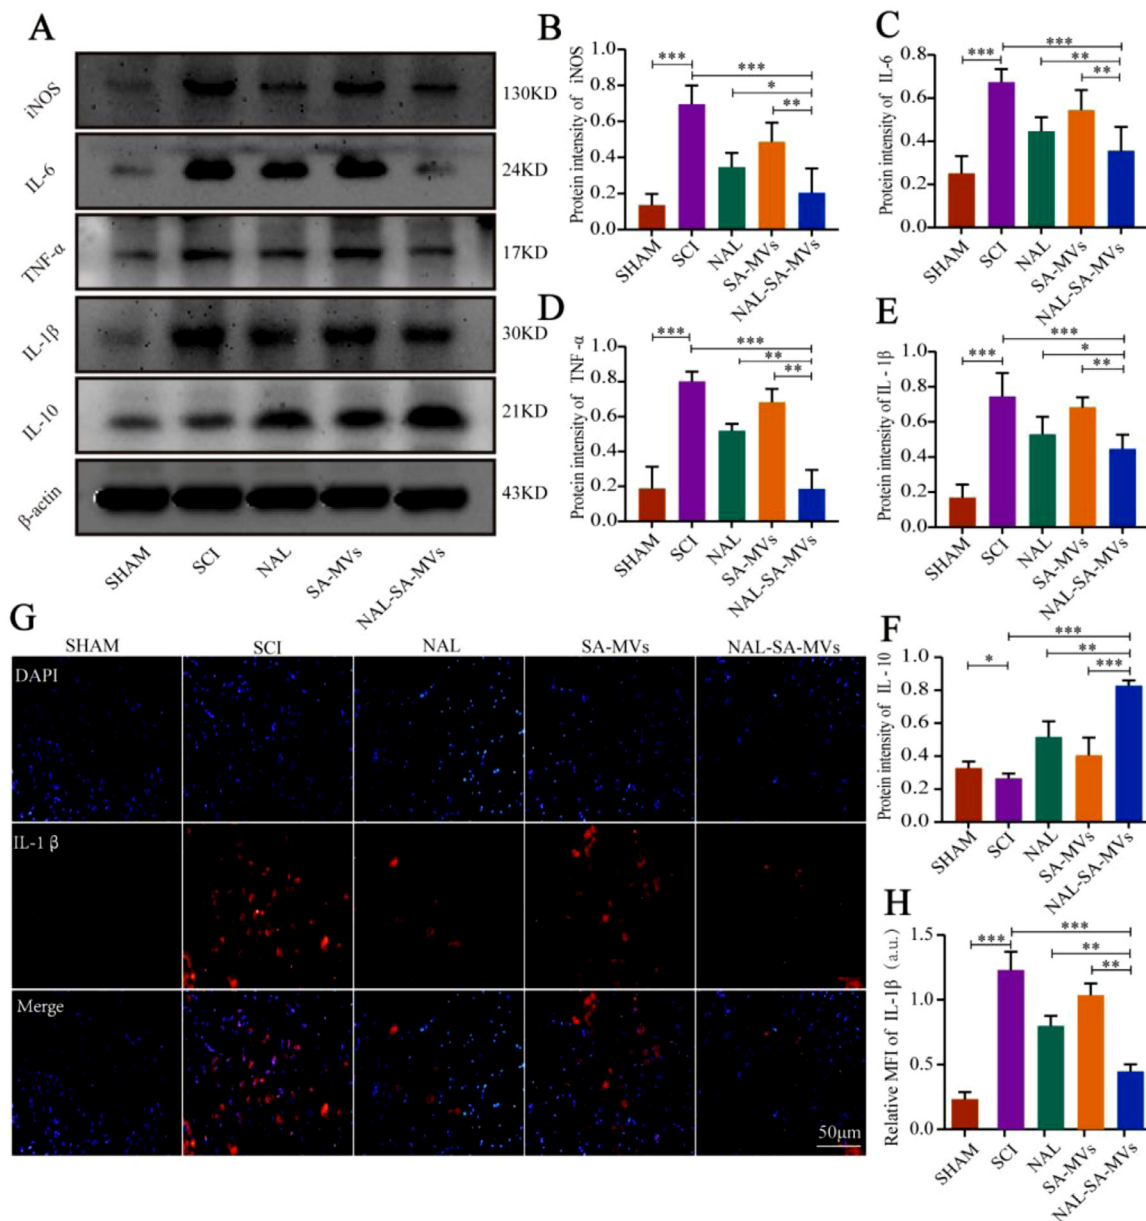 A
iNOS
130KD
IL-6
24KD
TNF-α
17KD
IL-1β
30KD
IL-10
21KD
β-actin
43KD
SHAM
SCI
NAL
SA-MVs
NAL-SA-MVs
B
Protein intensity of iNOS
1.0
0.8
0.6
0.4
0.2
0.0
***
***
*
**
SHAM
SCI
NAL
SA-MVs
NAL-SA-MVs
C
Protein intensity of IL-6
0.8
0.6
0.4
0.2
0.0
***
***
**
**
SHAM
SCI
NAL
SA-MVs
NAL-SA-MVs
D
Protein intensity of TNF -α
1.0
0.8
0.6
0.4
0.2
0.0
***
***
**
**
SHAM
SCI
NAL
SA-MVs
NAL-SA-MVs
E
Protein intensity of IL - 1β
1.0
0.8
0.6
0.4
0.2
0.0
***
***
*
**
SHAM
SCI
NAL
SA-MVs
NAL-SA-MVs
F
Protein intensity of IL - 10
1.0
0.8
0.6
0.4
0.2
0.0
*
***
**
***
SHAM
SCI
NAL
SA-MVs
NAL-SA-MVs
G
SHAM
SCI
NAL
SA-MVs
NAL-SA-MVs
DAPI
IL-1 β
Merge
50μm
H
Relative MFI of IL-1β (a.u.)
1.5
1.0
0.5
0.0
***
***
**
**
SHAM
SCI
NAL
SA-MVs
NAL-SA-MVs